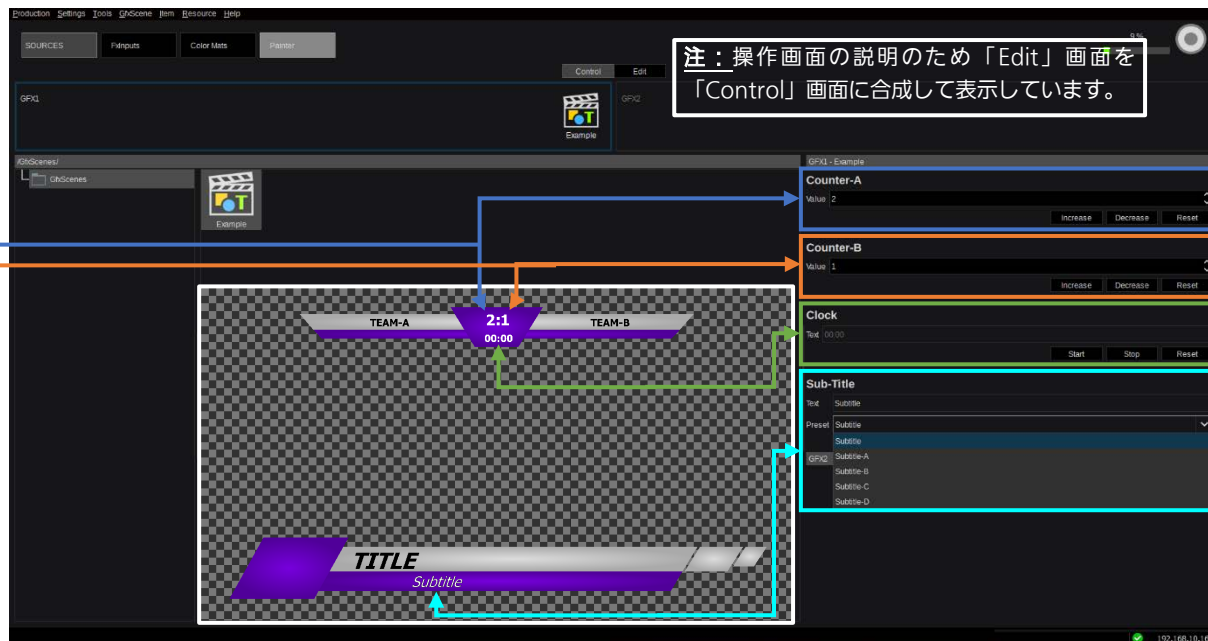 Production Settings Tools GfxScene Item Resource Help
SOURCES
FxInputs
Color Mats
Painter
9%
注：操作画面の説明のため「Edit」画面を
「Control」画面に合成して表示しています。
Control
Edit
GFX1
Example
GFX2
/GfxScenes/
GfxScenes
Example
GFX1 - Example
Counter-A
Value 2
Increase
Decrease
Reset
Counter-B
Value 1
Increase
Decrease
Reset
Clock
Text 00:00
Start
Stop
Reset
Sub-Title
Text Subtitle
Preset Subtitle
Subtitle
GFX2
Subtitle-A
Subtitle-B
Subtitle-C
Subtitle-D
TEAM-A
2:1
TEAM-B
00:00
TITLE
Subtitle